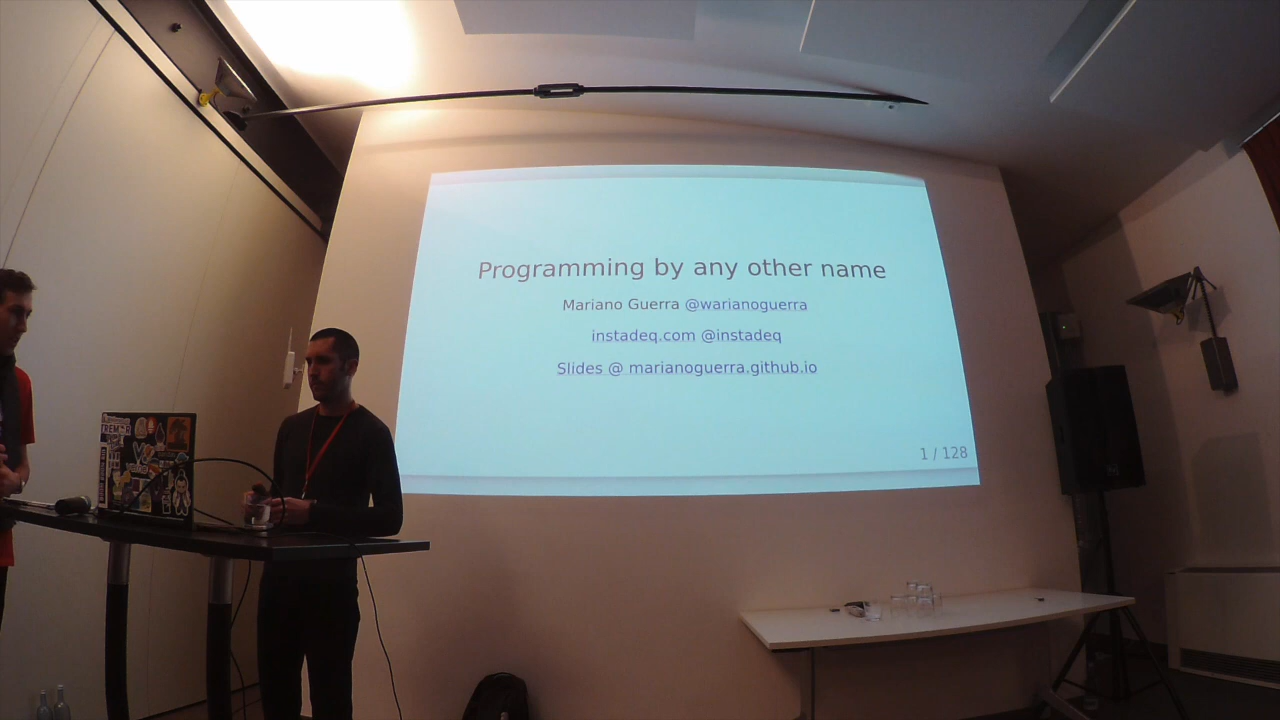 Programming by any other name
Mariano Guerra @warianoguerra
instadeq.com @instadeq
Slides @ marianoguerra.github.io
1 / 128